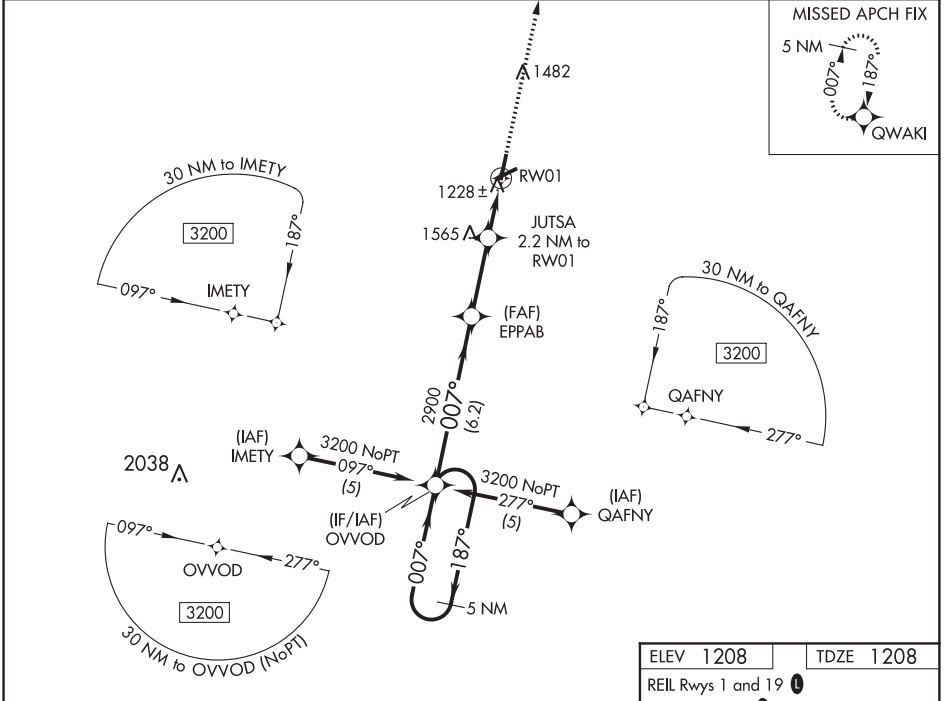 MISSED APCH FIX
5 NM
007°
187°
QWAKI
1482
RW01
1228 ±
JUTSA
2.2 NM to
RW01
1565
30 NM to IMETY
3200
187°
097°
IMETY
(FAF)
EPPAB
30 NM to QAFNY
187°
3200
QAFNY
277°
2900
007°
(6.2)
(IAF)
IMETY
3200 NoPT
097°
(5)
2038
3200 NoPT
277°
(5)
(IAF)
QAFNY
(IF/IAF)
OVVOD
007°
187°
5 NM
097°
277°
OVVOD
3200
30 NM to OVVOD (NoPT)
ELEV 1208
TDZE 1208
REIL Rwys 1 and 19 L